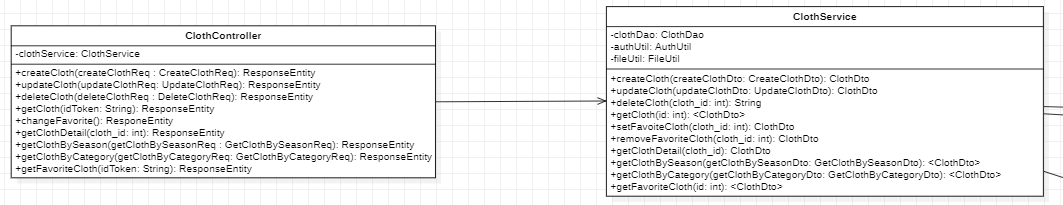 ClothController
-clothService: ClothService
+createCloth(createClothReq : CreateClothReq): ResponseEntity
+updateCloth(updateClothReq: UpdateClothReq): ResponseEntity
+deleteCloth(deleteClothReq : DeleteClothReq): ResponseEntity
+getCloth(idToken: String): ResponseEntity
+changeFavorite(): ResponeEntity
+getClothDetail(cloth_id: int): ResponseEntity
+getClothBySeason(getClothBySeasonReq : GetClothBySeasonReq): ResponseEntity
+getClothByCategory(getClothByCategoryReq: GetClothByCategoryReq): ResponseEntity
+getFavoriteCloth(idToken: String): ResponseEntity
ClothService
-clothDao: ClothDao
-authUtil: AuthUtil
-fileUtil: FileUtil
+createCloth(createClothDto: CreateClothDto): ClothDto
+updateCloth(updateClothDto: UpdateClothDto): ClothDto
+deleteCloth(cloth_id: int): String
+getCloth(id: int): <ClothDto>
+setFavoiteCloth(cloth_id: int): ClothDto
+removeFavoriteCloth(cloth_id: int): ClothDto
+getClothDetail(cloth_id): ClothDto
+getClothBySeason(getClothBySeasonDto: GetClothBySeasonDto): <ClothDto>
+getClothByCategory(getClothByCategoryDto: GetClothByCategoryDto): <ClothDto>
+getFavoriteCloth(id: int): <ClothDto>